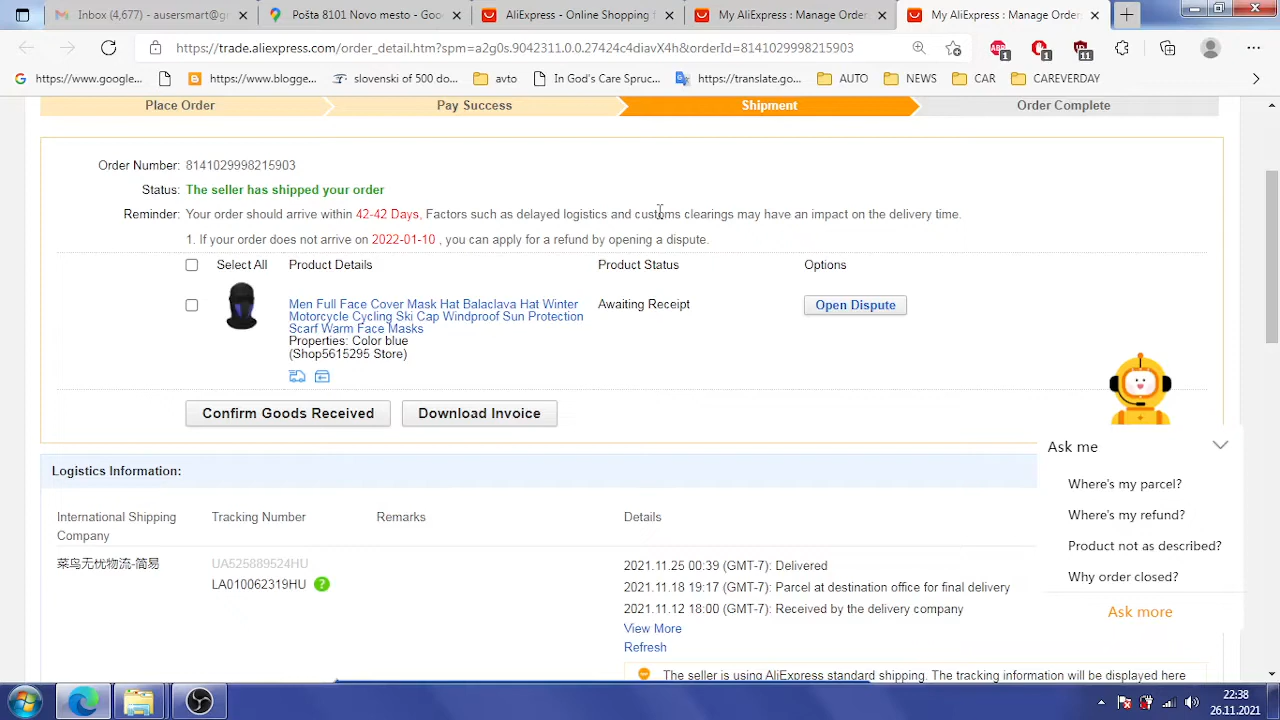 Inbox (4,677) - ausersmar
Pošta 8101 Novo mesto - Goo
AliExpress - Online Shopping f
My AliExpress : Manage Order
My AliExpress : Manage Order
https://trade.aliexpress.com/order_detail.htm?spm=a2g0s.9042311.0.0.27424c4diavX4h&orderId=8141029998215903
1
1
11
https://www.google...
https://www.blogge...
slovenski of 500 do...
avto
In God's Care Spruc...
https://translate.go...
AUTO
NEWS
CAR
CAREVERDAY
Place Order
Pay Success
Shipment
Order Complete
Order Number: 8141029998215903
Status: The seller has shipped your order
Reminder: Your order should arrive within 42-42 Days, Factors such as delayed logistics and customs clearings may have an impact on the delivery time.
1. If your order does not arrive on 2022-01-10 , you can apply for a refund by opening a dispute.
Select All
Product Details
Product Status
Options
Men Full Face Cover Mask Hat Balaclava Hat Winter
Motorcycle Cycling Ski Cap Windproof Sun Protection
Scarf Warm Face Masks
Properties: Color blue
(Shop5615295 Store)
Awaiting Receipt
Open Dispute
Confirm Goods Received
Download Invoice
Ask me
Where's my parcel?
Where's my refund?
Product not as described?
Why order closed?
Ask more
Logistics Information:
International Shipping
Company
Tracking Number
Remarks
Details
菜鸟无忧物流-简易
UA525889524HU
LA010062319HU
2021.11.25 00:39 (GMT-7): Delivered
2021.11.18 19:17 (GMT-7): Parcel at destination office for final delivery
2021.11.12 18:00 (GMT-7): Received by the delivery company
View More
Refresh
The seller is using AliExpress standard shipping. The tracking information will be displayed here
22:38
26.11.2021